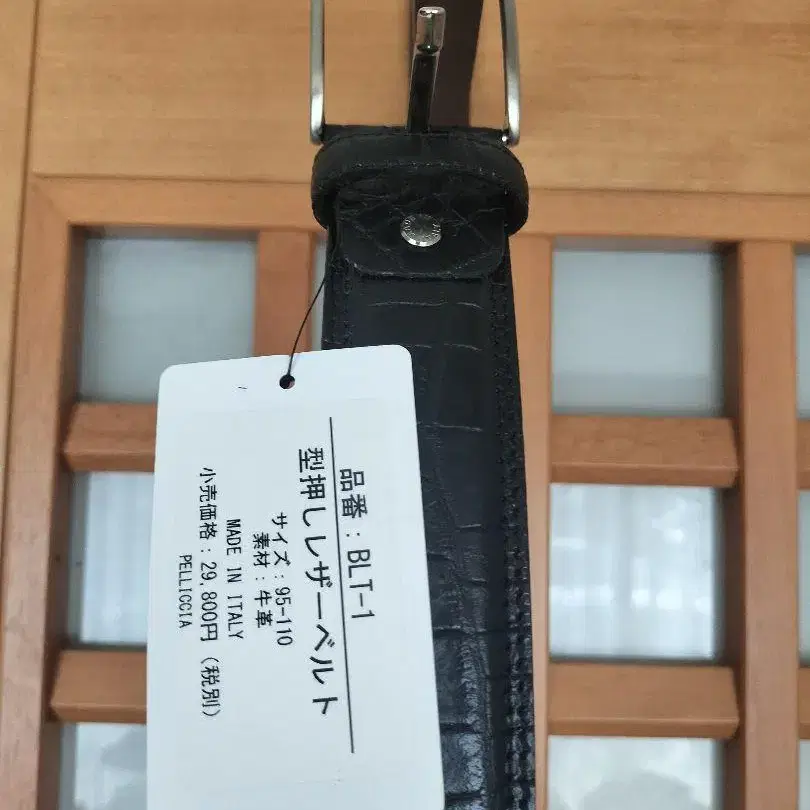 品番：BLT-1
型押しレザーベルト
サイズ：95-110
素材：牛革
MADE IN ITALY
小売価格：29,800円（税別）
PELLICCIA